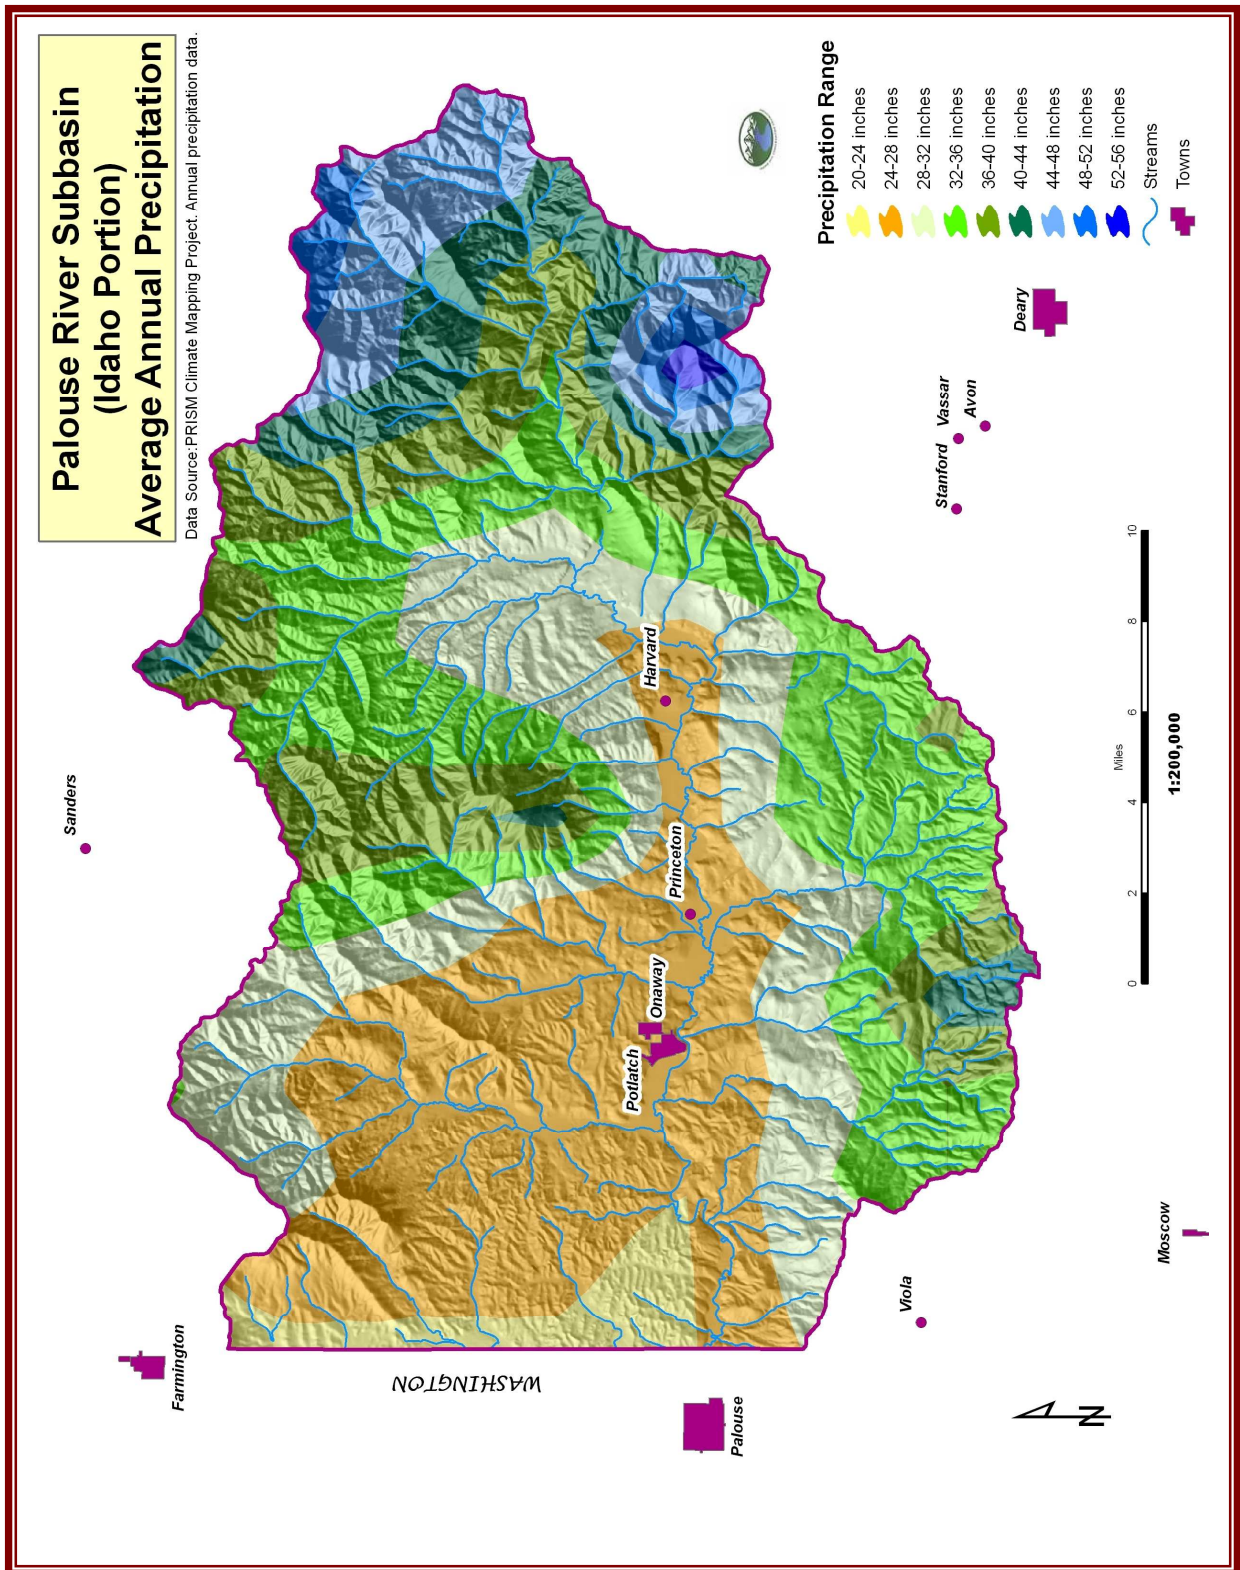 Palouse River Subbasin
(Idaho Portion)
Average Annual Precipitation
Data Source:PRISM Climate Mapping Project. Annual precipitation data.
Farmington
Sanders
WASHINGTON
Palouse
Potlatch
Onaway
Princeton
Harvard
Viola
Moscow
Stanford
Vassar
Avon
Deary
N
Miles
0 2 4 6 8 10
1:200,000
Precipitation Range
20-24 inches
24-28 inches
28-32 inches
32-36 inches
36-40 inches
40-44 inches
44-48 inches
48-52 inches
52-56 inches
Streams
Towns